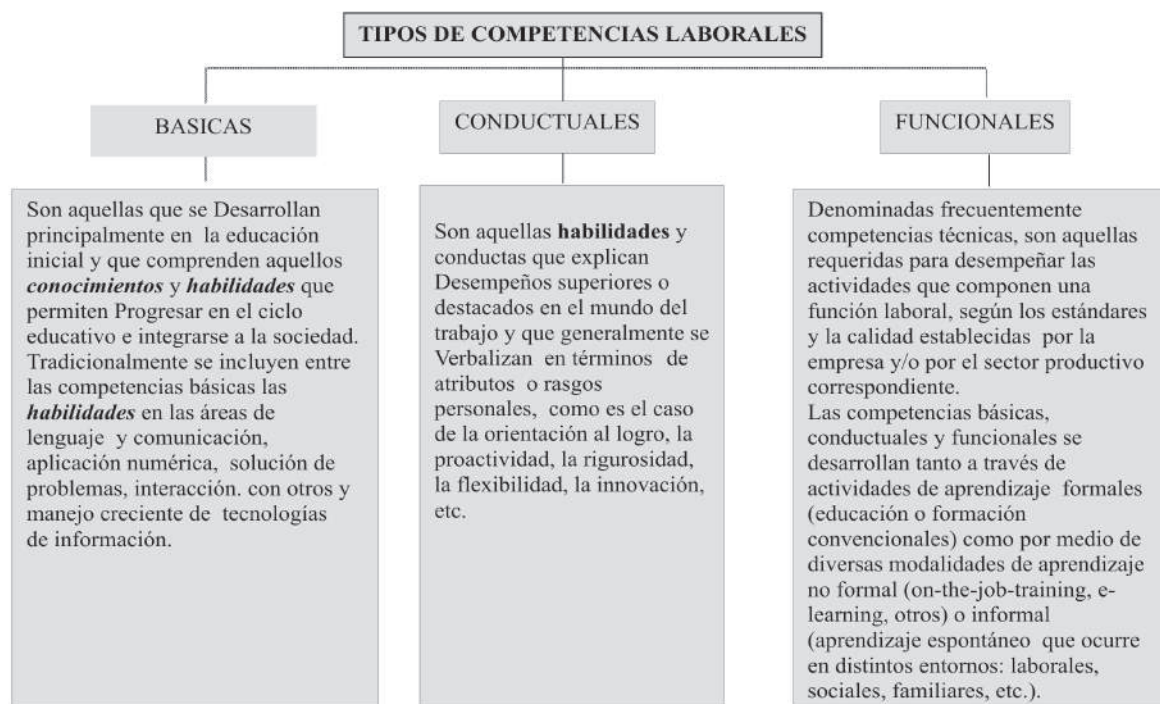 TIPOS DE COMPETENCIAS LABORALES
BASICAS
Son aquellas que se Desarrollan
principalmente en la educación
inicial y que comprenden aquellos
conocimientos y habilidades que
permiten Progresar en el ciclo
educativo e integrarse a la sociedad.
Tradicionalmente se incluyen entre
las competencias básicas las
habilidades en las áreas de
lenguaje y comunicación,
aplicación numérica, solución de
problemas, interacción. con otros y
manejo creciente de tecnologías
de información.
CONDUCTUALES
Son aquellas habilidades y
conductas que explican
Desempeños superiores o
destacados en el mundo del
trabajo y que generalmente se
Verbalizan en términos de
atributos o rasgos
personales, como es el caso
de la orientación al logro, la
proactividad, la rigurosidad,
la flexibilidad, la innovación,
etc.
FUNCIONALES
Denominadas frecuentemente
competencias técnicas, son aquellas
requeridas para desempeñar las
actividades que componen una
función laboral, según los estándares
y la calidad establecidas por la
empresa y/o por el sector productivo
correspondiente.
Las competencias básicas,
conductuales y funcionales se
desarrollan tanto a través de
actividades de aprendizaje formales
(educación o formación
convencionales) como por medio de
diversas modalidades de aprendizaje
no formal (on-the-job-training, e-
learning, otros) o informal
(aprendizaje espontáneo que ocurre
en distintos entornos: laborales,
sociales, familiares, etc.).